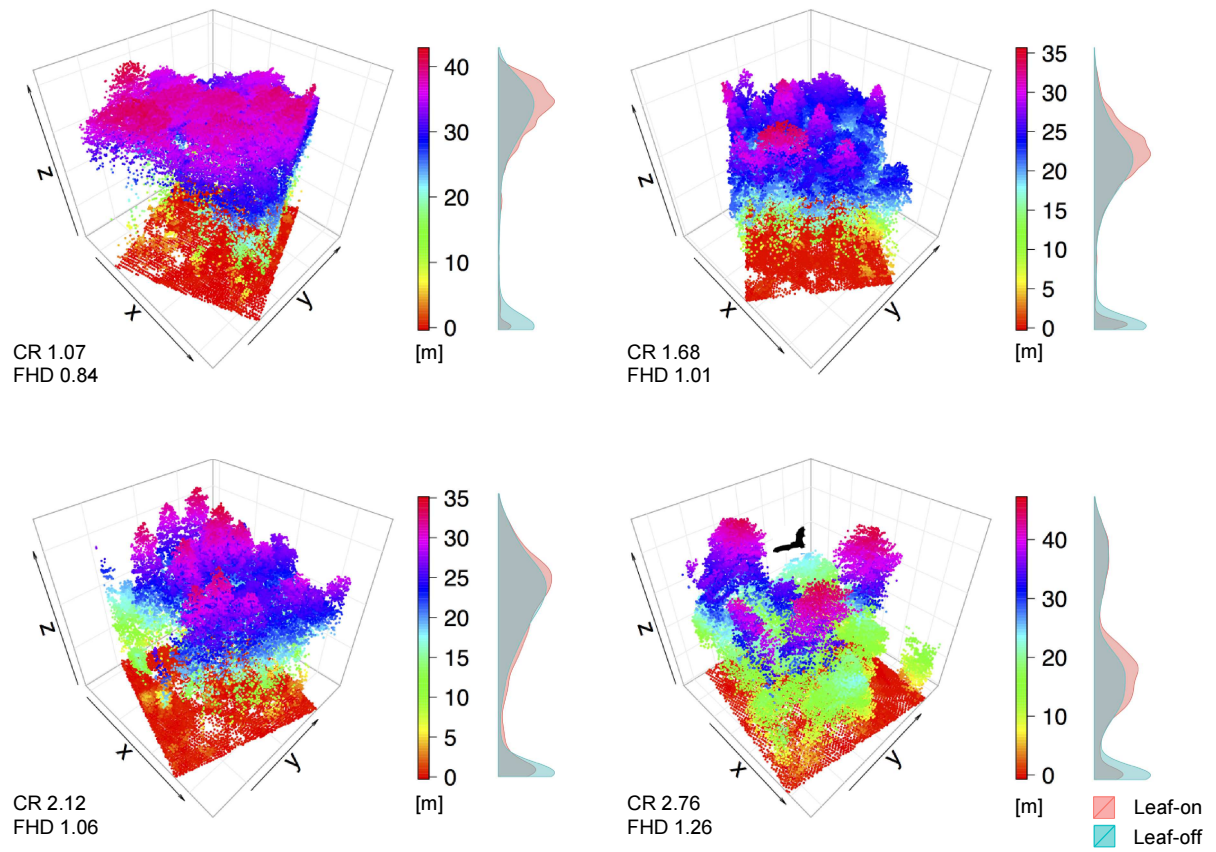 z
x
y
40
30
20
10
0
[m]
CR 1.07
FHD 0.84
z
x
y
35
30
25
20
15
10
5
0
[m]
CR 1.68
FHD 1.01
z
x
y
35
30
25
20
15
10
5
0
[m]
CR 2.12
FHD 1.06
z
x
y
40
30
20
10
0
[m]
CR 2.76
FHD 1.26
Leaf-on
Leaf-off